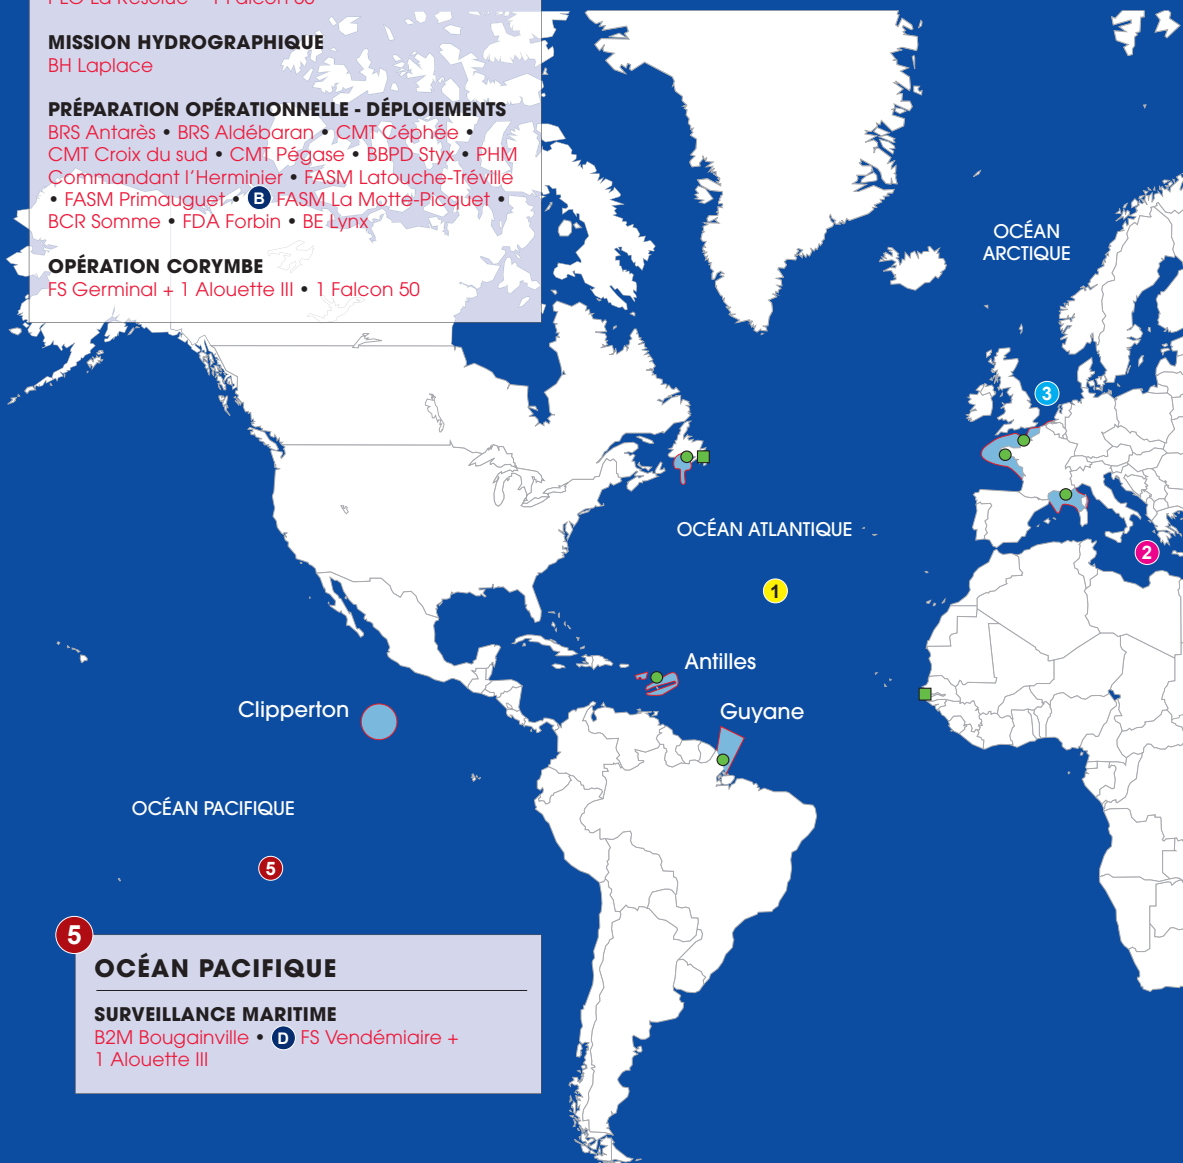 MISSION HYDROGRAPHIQUE
BH Laplace
PRÉPARATION OPÉRATIONNELLE - DÉPLOIEMENTS
BRS Antarès • BRS Aldébaran • CMT Céphée •
CMT Croix du sud • CMT Pégase • BBPD Styx • PHM
Commandant l'Herminier • FASM Latouche-Tréville
• FASM Primauguet • B FASM La Motte-Picquet •
BCR Somme • FDA Forbin • BE Lynx
OPÉRATION CORYMBE
FS Germinal + 1 Alouette III • 1 Falcon 50
OCÉAN
ARCTIQUE
3
OCÉAN ATLANTIQUE
2
1
Antilles
Clipperton
Guyane
OCÉAN PACIFIQUE
5
5
OCÉAN PACIFIQUE
SURVEILLANCE MARITIME
B2M Bougainville • D FS Vendémiaire +
1 Alouette III